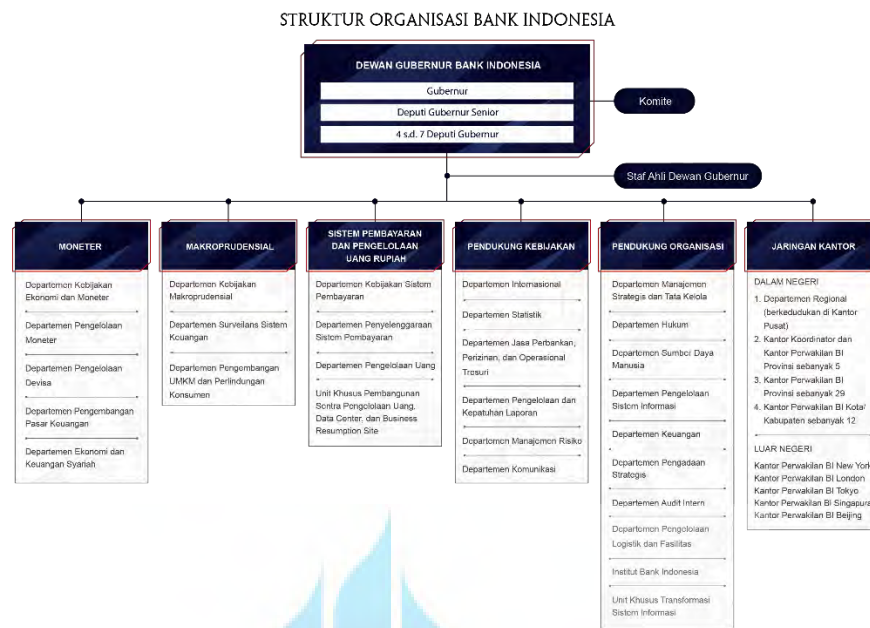 STRUKTUR ORGANISASI BANK INDONESIA
DEWAN GUBERNUR BANK INDONESIA
Gubernur
Deputi Gubernur Senior
4 s.d. 7 Deputi Gubernur
Komite
Staf Ahli Dewan Gubernur
MONETER
Departemen Kebijakan
Ekonomi dan Moneter
Departemen Pengelolaan
Moneter
Departemen Pengelolaan
Devisa
Departemen Pengembangan
Pasar Keuangan
Departemen Ekonomi dan
Keuangan Syariah
MAKROPRUDENSIAL
Departemen Kebijakan
Makroprudensial
Departemen Surveilans Sistem
Keuangan
Departemen Pengembangan
UMKM dan Perlindungan
Konsumen
SISTEM PEMBAYARAN
DAN PENGELOLAAN
UANG RUPIAH
Departemen Kebijakan Sistem
Pembayaran
Departemen Penyelenggaraan
Sistem Pembayaran
Departemen Pengelolaan Uang
Unit Khusus Pembangunan
Sentra Pengelolaan Uang,
Data Center, dan Business
Resumption Site
PENDUKUNG KEBIJAKAN
Departemen Internasional
Departemen Statistik
Departemen Jasa Perbankan,
Perizinan, dan Operasional
Tresuri
Departemen Pengelolaan dan
Kepatuhan Laporan
Departemen Manajemen Risiko
Departemen Komunikasi
PENDUKUNG ORGANISASI
Departemen Manajemen
Strategis dan Tata Kelola
Departemen Hukum
Departemen Sumber Daya
Manusia
Departemen Pengelolaan
Sistem Informasi
Departemen Keuangan
Departemen Pengadaan
Strategis
Departemen Audit Intern
Departemen Pengelolaan
Logistik dan Fasilitas
Institut Bank Indonesia
Unit Khusus Transformasi
Sistem Informasi
JARINGAN KANTOR
DALAM NEGERI
1. Departemen Regional
(berkedudukan di Kantor
Pusat)
2. Kantor Koordinator dan
Kantor Perwakilan BI
Provinsi sebanyak 5
3. Kantor Perwakilan BI
Provinsi sebanyak 29
4. Kantor Perwakilan BI Kota/
Kabupaten sebanyak 12
LUAR NEGERI
Kantor Perwakilan BI New York
Kantor Perwakilan BI London
Kantor Perwakilan BI Tokyo
Kantor Perwakilan BI Singapura
Kantor Perwakilan BI Beijing